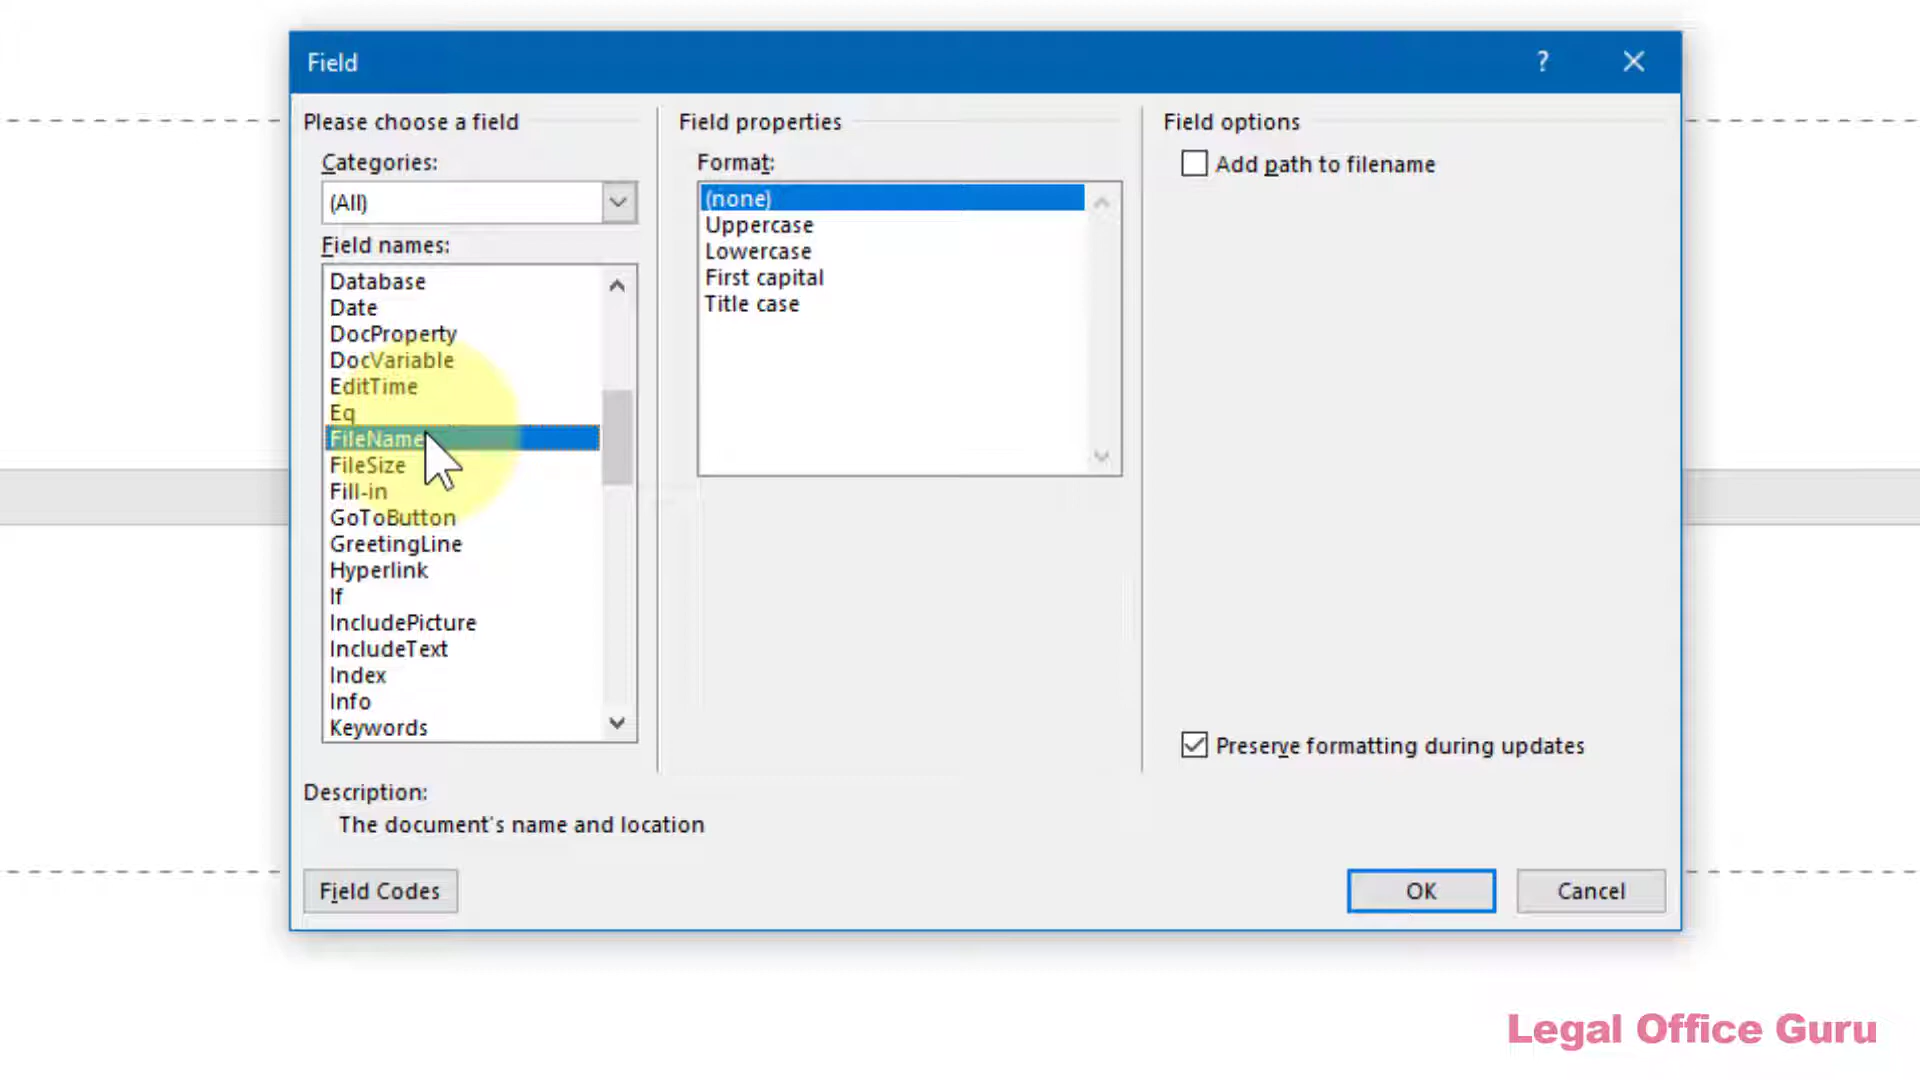 Field
?
Please choose a field
Categories:
(All)
Field names:
Database
Date
DocProperty
DocVariable
EditTime
Eq
FileName
FileSize
Fill-in
GoToButton
GreetingLine
Hyperlink
If
IncludePicture
IncludeText
Index
Info
Keywords
Field properties
Format:
(none)
Uppercase
Lowercase
First capital
Title case
Field options
Add path to filename
Preserve formatting during updates
Description:
The document's name and location
Field Codes
OK
Cancel
Legal Office Guru